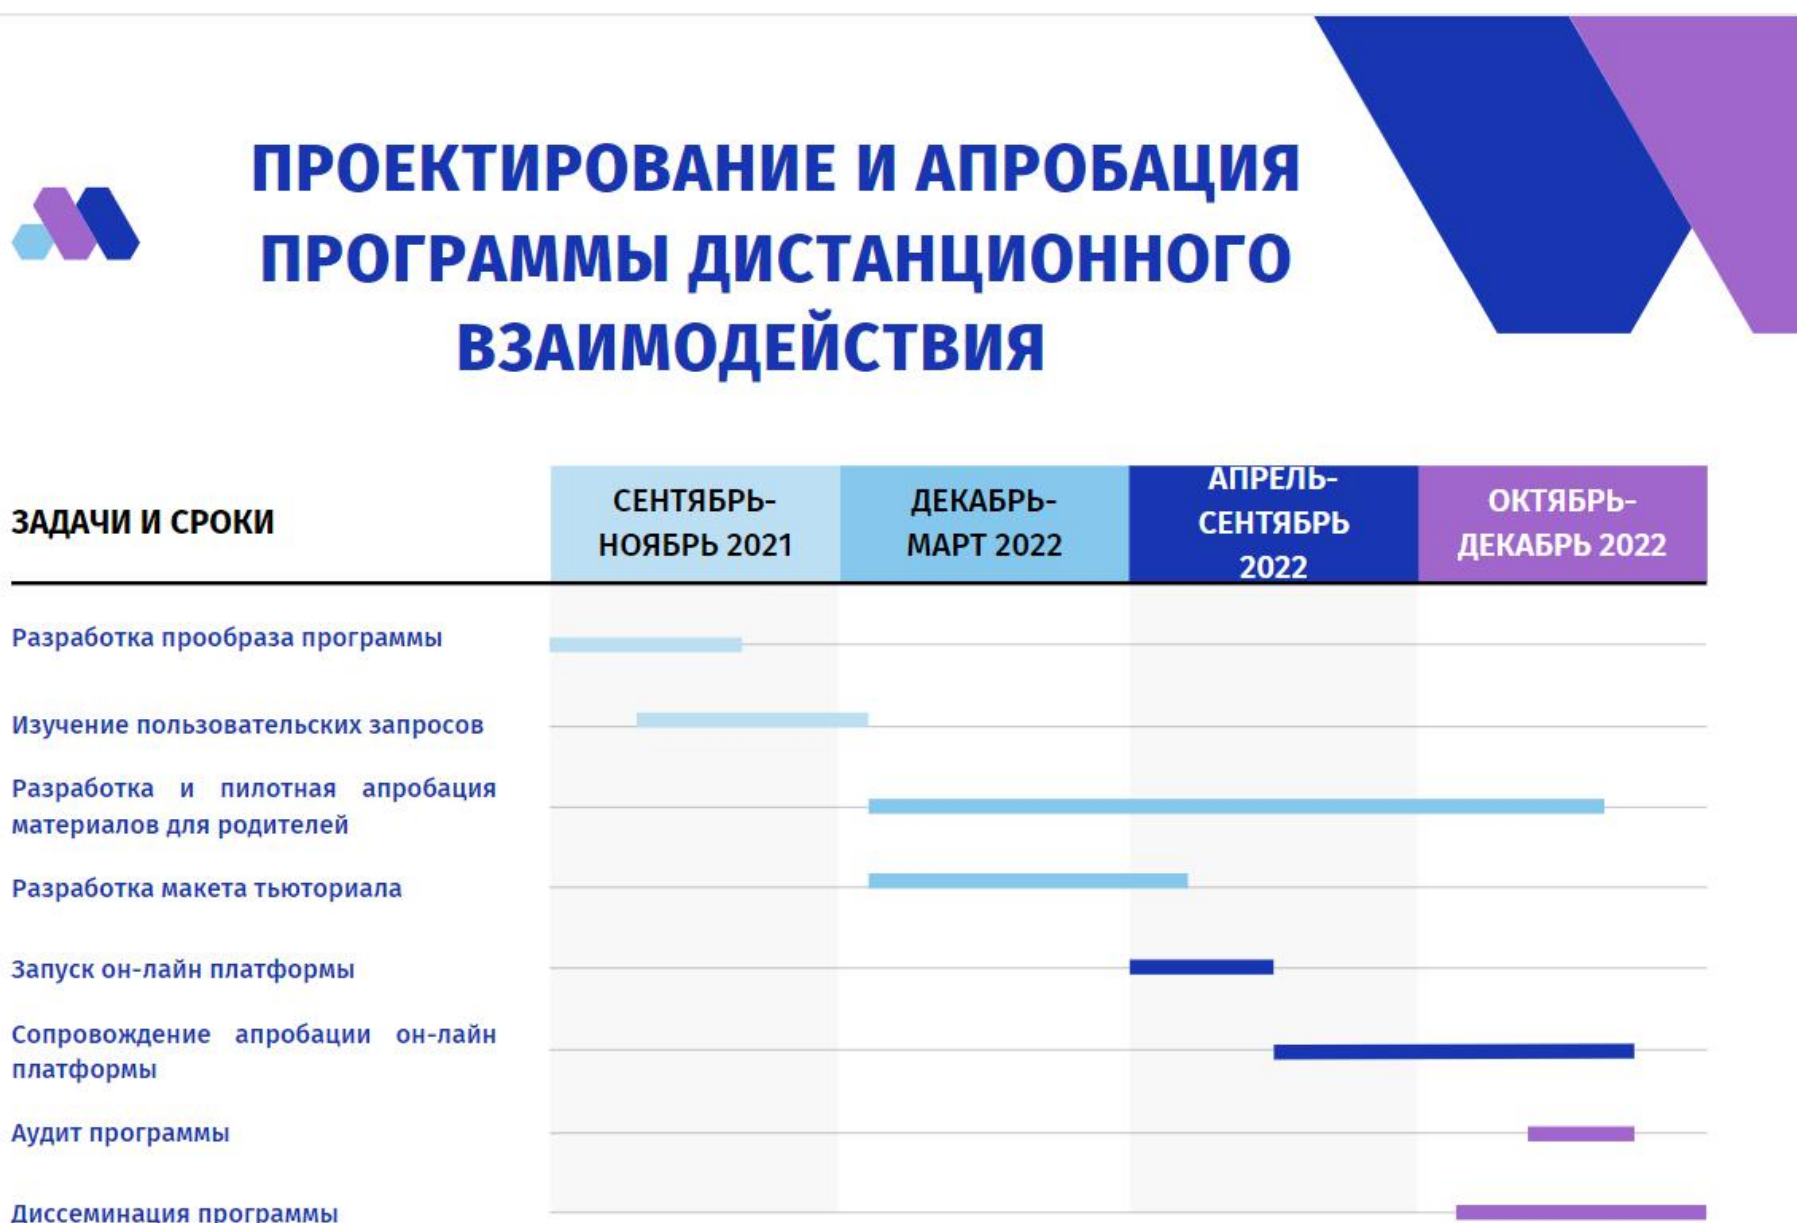 ПРОЕКТИРОВАНИЕ И АПРОБАЦИЯ
ПРОГРАММЫ ДИСТАНЦИОННОГО
ВЗАИМОДЕЙСТВИЯ
ЗАДАЧИ И СРОКИ
СЕНТЯБРЬ-
НОЯБРЬ 2021
ДЕКАБРЬ-
МАРТ 2022
АПРЕЛЬ-
СЕНТЯБРЬ
2022
ОКТЯБРЬ-
ДЕКАБРЬ 2022
Разработка прообраза программы
Изучение пользовательских запросов
Разработка и пилотная апробация
материалов для родителей
Разработка макета тьюториала
Запуск он-лайн платформы
Сопровождение апробации он-лайн
платформы
Аудит программы
Диссеминация программы